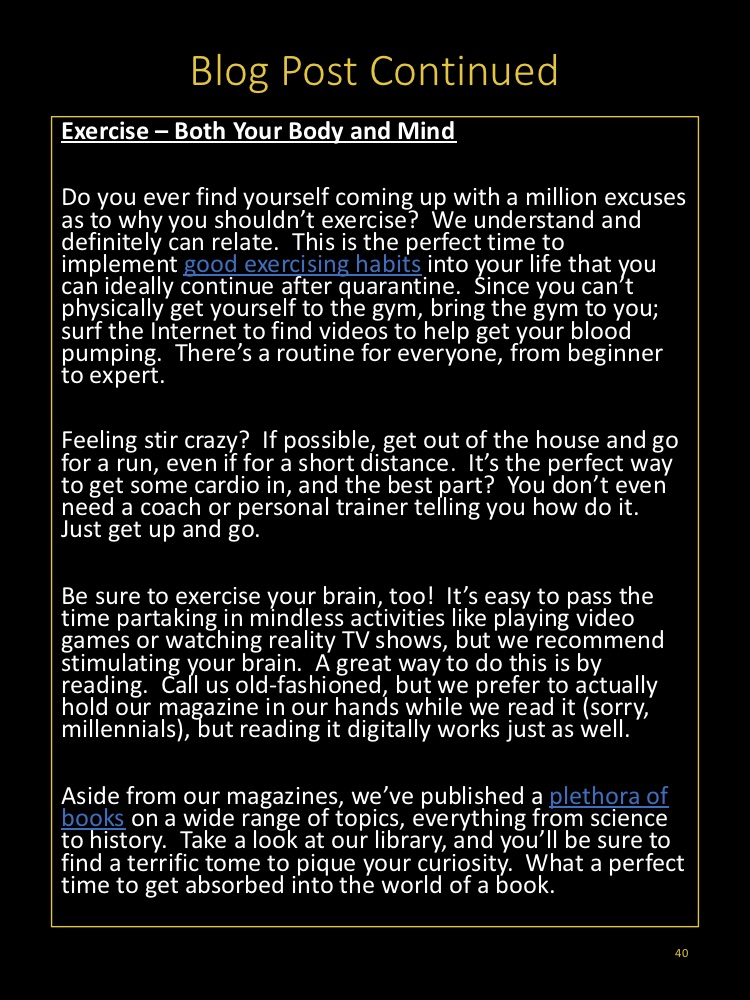 Blog Post Continued
Exercise – Both Your Body and Mind
Do you ever find yourself coming up with a million excuses
as to why you shouldn’t exercise?  We understand and
definitely can relate.  This is the perfect time to
implement good exercising habits into your life that you
can ideally continue after quarantine.  Since you can’t
physically get yourself to the gym, bring the gym to you;
surf the Internet to find videos to help get your blood
pumping.  There’s a routine for everyone, from beginner
to expert.
Feeling stir crazy?  If possible, get out of the house and go
for a run, even if for a short distance.  It’s the perfect way
to get some cardio in, and the best part?  You don’t even
need a coach or personal trainer telling you how do it.
Just get up and go.
Be sure to exercise your brain, too!  It’s easy to pass the
time partaking in mindless activities like playing video
games or watching reality TV shows, but we recommend
stimulating your brain.  A great way to do this is by
reading.  Call us old-fashioned, but we prefer to actually
hold our magazine in our hands while we read it (sorry,
millennials), but reading it digitally works just as well.
Aside from our magazines, we’ve published a plethora of
books on a wide range of topics, everything from science
to history.  Take a look at our library, and you’ll be sure to
find a terrific tome to pique your curiosity.  What a perfect
time to get absorbed into the world of a book.
40